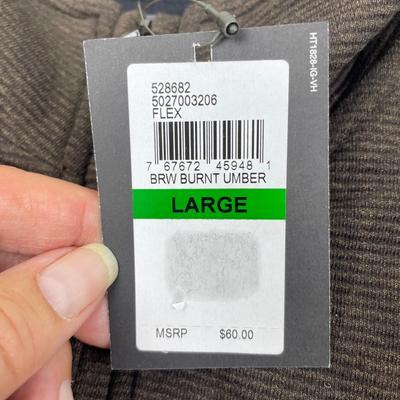 528682
5027003206
FLEX
7 67672 45948 1
BRW BURNT UMBER
LARGE
MSRP $60.00
HT1828-IG-VH